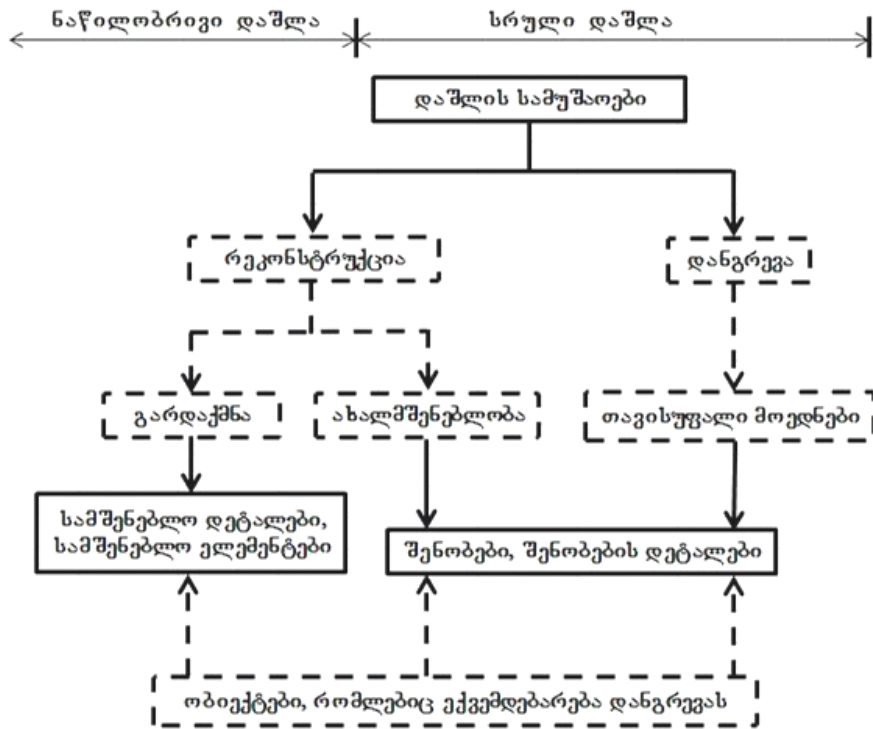 ნაწილობრივი დაშლა
სრული დაშლა
დაშლის სამუშაოები
რეკონსტრუქცია
დანგრევა
გარდაქმნა
ახალმშენებლობა
თავისუფალი მოედნები
სამშენებლო დეტალები,
სამშენებლო ელემენტები
შენობები, შენობების დეტალები
ობიექტები, რომლებიც ექვემდებარება დანგრევას